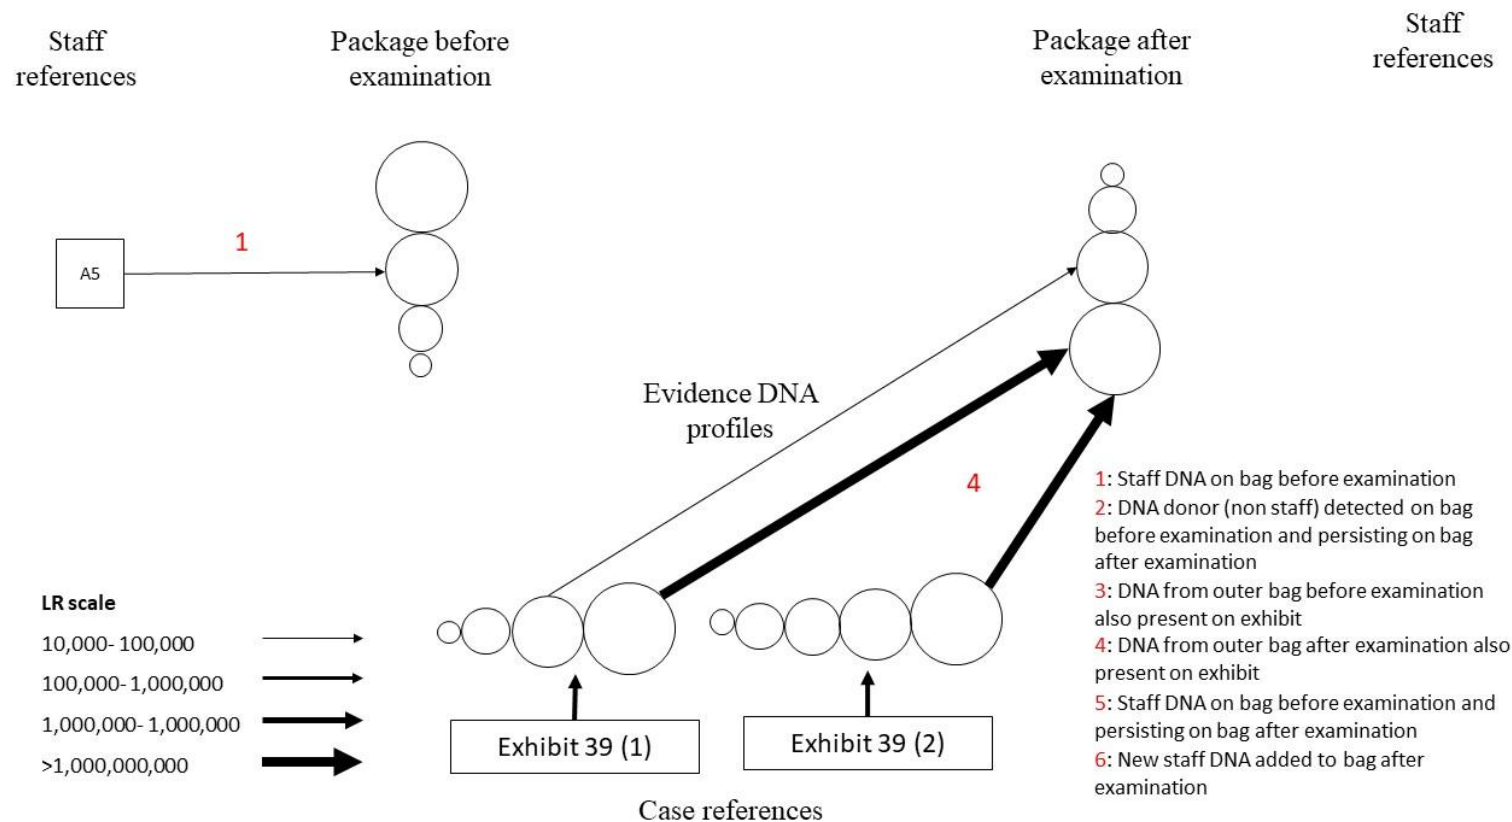 Staff
references
Package before
examination
Package after
examination
Staff
references
1
A5
Evidence DNA
profiles
4
1: Staff DNA on bag before examination
2: DNA donor (non staff) detected on bag
before examination and persisting on bag
after examination
3: DNA from outer bag before examination
also present on exhibit
4: DNA from outer bag after examination also
present on exhibit
5: Staff DNA on bag before examination and
persisting on bag after examination
6: New staff DNA added to bag after
examination
LR scale
10,000- 100,000
100,000- 1,000,000
1,000,000- 1,000,000
>1,000,000,000
Exhibit 39 (1)
Exhibit 39 (2)
Case references